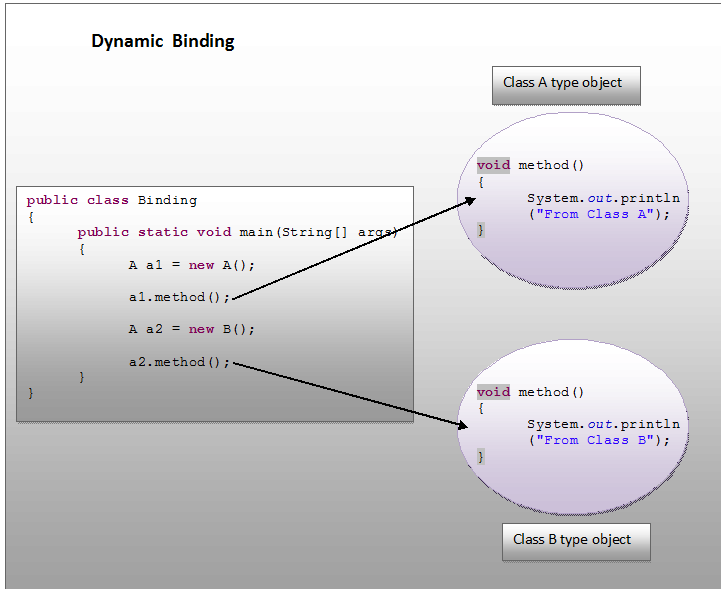 Dynamic Binding
public class Binding
{
public static void main(String[] args)
{
A a1 = new A();
a1.method();
A a2 = new B();
a2.method();
}
}
Class A type object
void method()
{
System.out.println
("From Class A");
}
void method()
{
System.out.println
("From Class B");
}
Class B type object